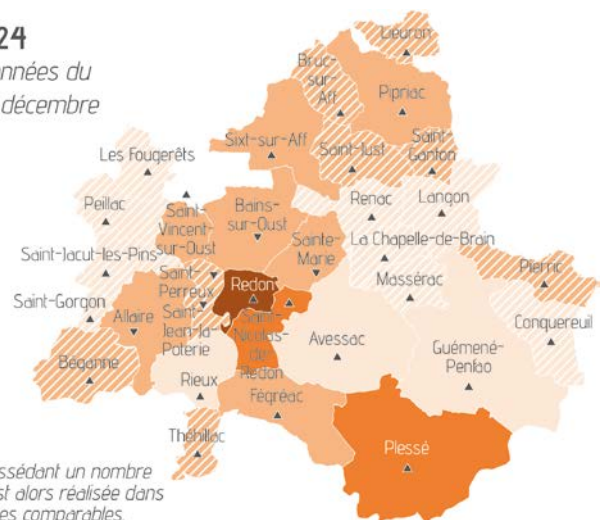 24
nnées du
décembre
Lieuron
Bruc-
sur-
Aff
Pipriac
Sixt-sur-Aff
Saint-Just
Saint-
Ganton
Les Fougerêts
Peillac
Saint-
Vincent-
sur-Oust
Bains-
sur-Oust
Renac
Langon
Sainte-
Marie
La Chapelle-de-Brain
Saint-Jacut-les-Pins
Saint-
Perreux
Redon
Massérac
Pierric
Saint-Gorgon
Allaire
Saint-
Jean-la-
Poterie
Saint-
Nicolas-
de-
Redon
Avessac
Conquereuil
Guémené-
Penfao
Béganne
Rieux
Fégréac
Théhillac
Plessé
ssédant un nombre
st alors réalisée dans
es comparables.